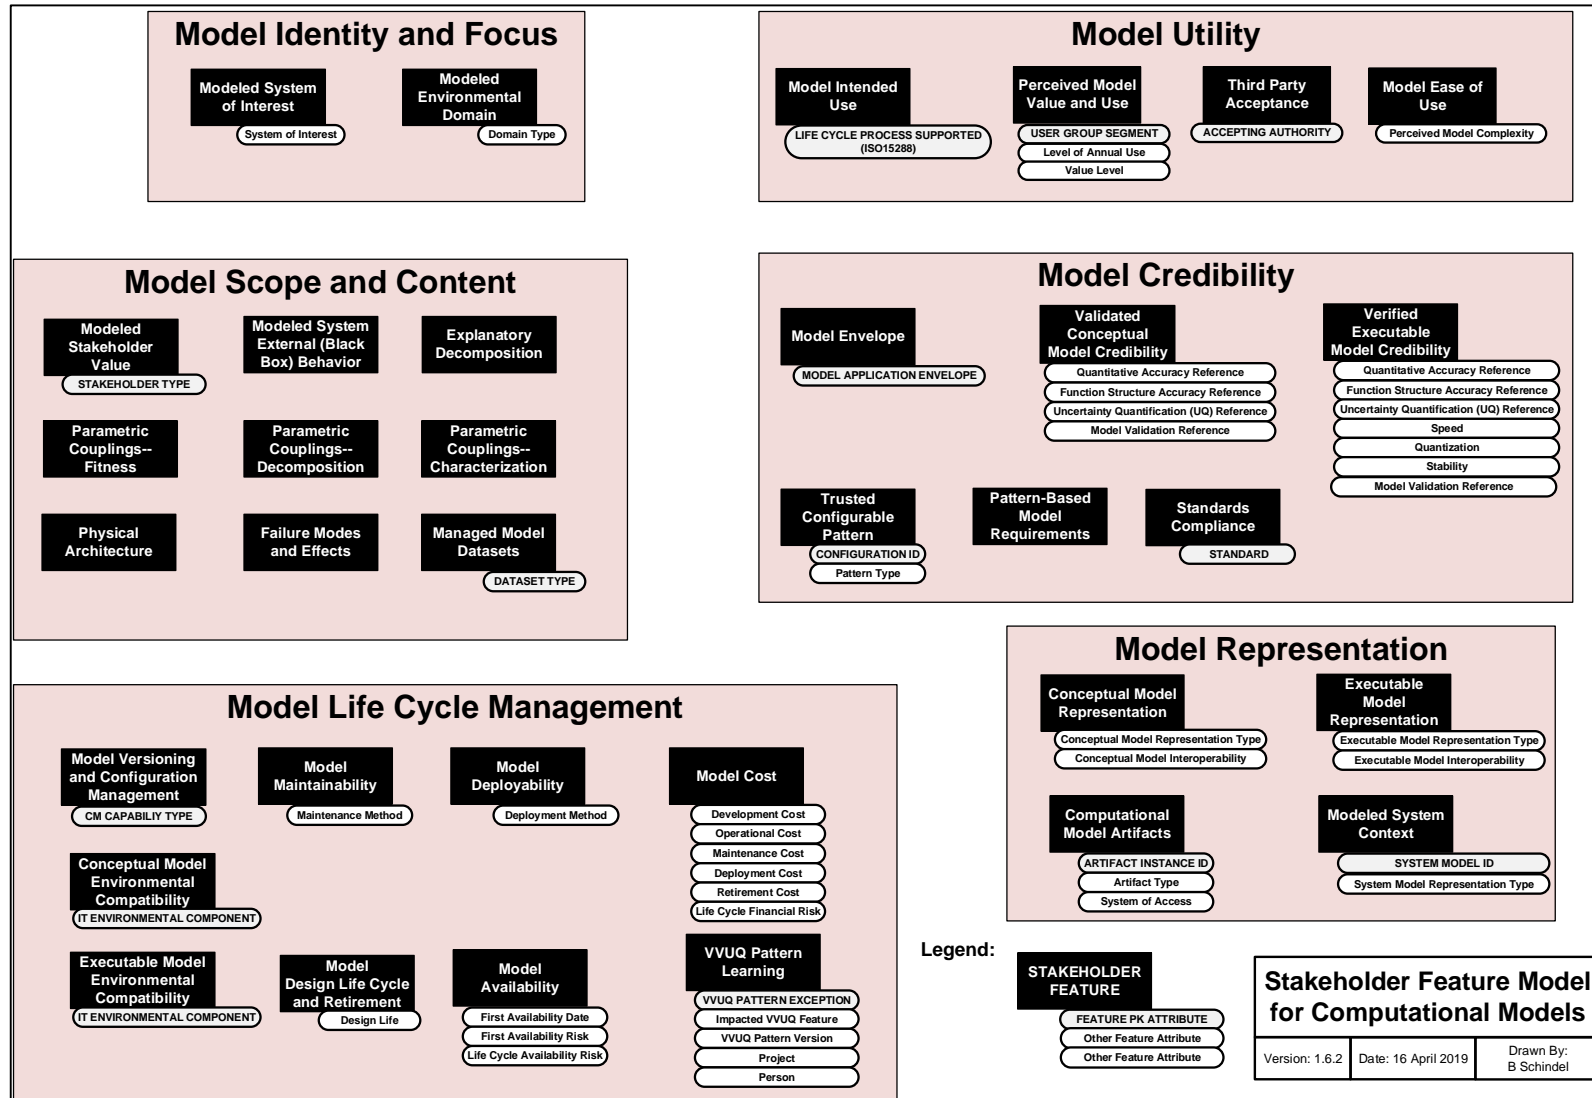 Model Identity and Focus
Modeled System
of Interest
System of Interest
Modeled
Environmental
Domain
Domain Type
Model Utility
Model Intended
Use
LIFE CYCLE PROCESS SUPPORTED
(ISO15288)
Perceived Model
Value and Use
USER GROUP SEGMENT
Level of Annual Use
Value Level
Third Party
Acceptance
ACCEPTING AUTHORITY
Model Ease of
Use
Perceived Model Complexity
Model Scope and Content
Modeled
Stakeholder
Value
STAKEHOLDER TYPE
Modeled System
External (Black
Box) Behavior
Explanatory
Decomposition
Parametric
Couplings--
Fitness
Parametric
Couplings--
Decomposition
Parametric
Couplings--
Characterization
Physical
Architecture
Failure Modes
and Effects
Managed Model
Datasets
DATASET TYPE
Model Credibility
Model Envelope
MODEL APPLICATION ENVELOPE
Validated
Conceptual
Model Credibility
Quantitative Accuracy Reference
Function Structure Accuracy Reference
Uncertainty Quantification (UQ) Reference
Model Validation Reference
Verified
Executable
Model Credibility
Quantitative Accuracy Reference
Function Structure Accuracy Reference
Uncertainty Quantification (UQ) Reference
Speed
Quantization
Stability
Model Validation Reference
Trusted
Configurable
Pattern
CONFIGURATION ID
Pattern Type
Pattern-Based
Model
Requirements
Standards
Compliance
STANDARD
Model Life Cycle Management
Model Versioning
and Configuration
Management
CM CAPABILIY TYPE
Model
Maintainability
Maintenance Method
Model
Deployability
Deployment Method
Model Cost
Development Cost
Operational Cost
Maintenance Cost
Deployment Cost
Retirement Cost
Life Cycle Financial Risk
Conceptual Model
Environmental
Compatibility
IT ENVIRONMENTAL COMPONENT
Executable Model
Environmental
Compatibility
IT ENVIRONMENTAL COMPONENT
Model
Design Life Cycle
and Retirement
Design Life
Model
Availability
First Availability Date
First Availability Risk
Life Cycle Availability Risk
VVUQ Pattern
Learning
VVUQ PATTERN EXCEPTION
Impacted VVUQ Feature
VVUQ Pattern Version
Project
Person
Model Representation
Conceptual Model
Representation
Conceptual Model Representation Type
Conceptual Model Interoperability
Executable
Model
Representation
Executable Model Representation Type
Executable Model Interoperability
Computational
Model Artifacts
ARTIFACT INSTANCE ID
Artifact Type
System of Access
Modeled System
Context
SYSTEM MODEL ID
System Model Representation Type
Legend:
STAKEHOLDER
FEATURE
FEATURE PK ATTRIBUTE
Other Feature Attribute
Other Feature Attribute
Stakeholder Feature Model
for Computational Models
Version: 1.6.2
Date: 16 April 2019
Drawn By:
B Schindel